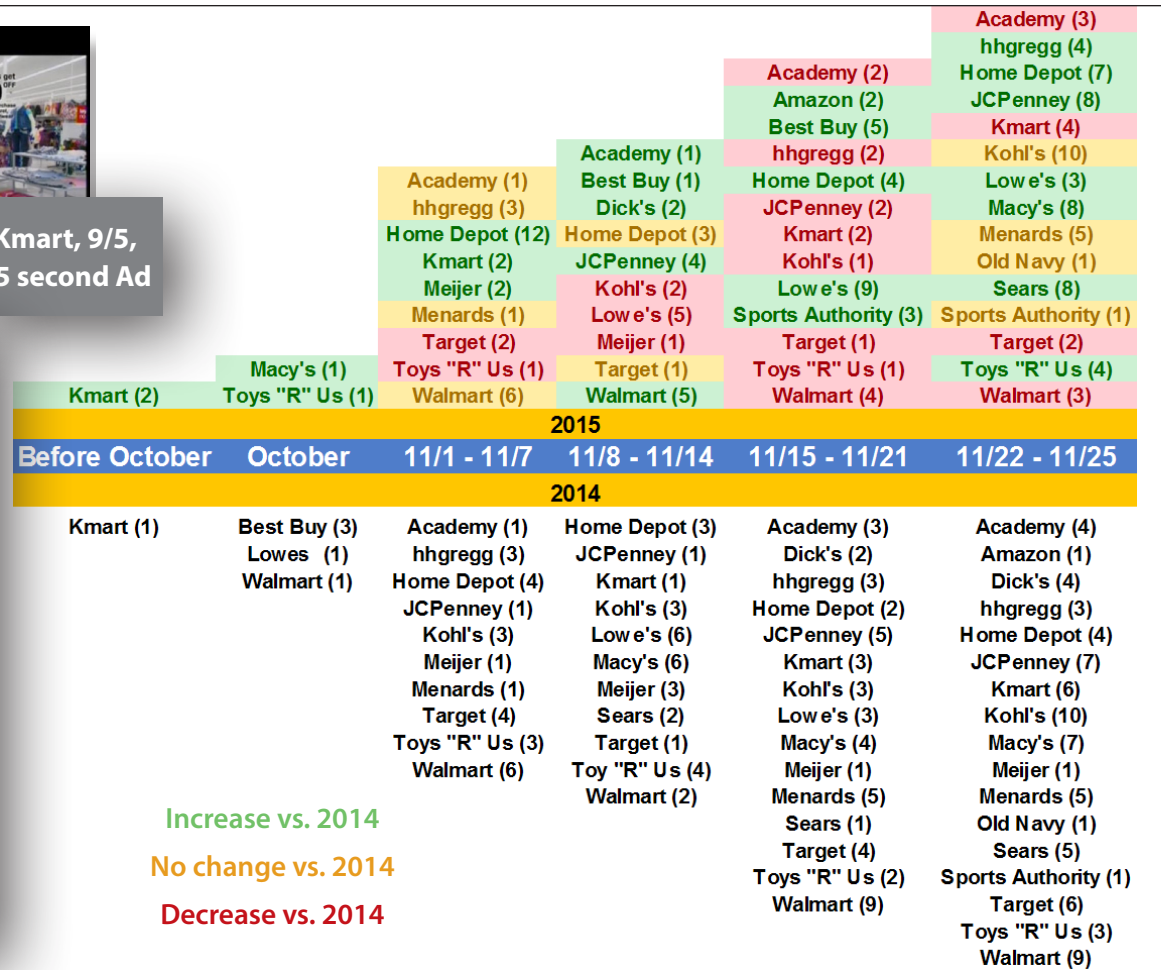 get
OFF
Kmart, 9/5,
5 second Ad
Academy (3)
hhgregg (4)
Academy (2) Home Depot (7)
Amazon (2) JCPenney (8)
Best Buy (5) Kmart (4)
Academy (1) hhgregg (2) Kohl's (10)
Academy (1) Best Buy (1) Home Depot (4) Lowe's (3)
hhgregg (3) Dick's (2) JCPenney (2) Macy's (8)
Home Depot (12) Home Depot (3) Kmart (2) Menards (5)
Kmart (2) JCPenney (4) Kohl's (1) Old Navy (1)
Meijer (2) Kohl's (2) Lowe's (9) Sears (8)
Menards (1) Lowe's (5) Sports Authority (3) Sports Authority (1)
Target (2) Meijer (1) Target (1) Target (2)
Macy's (1) Toys "R" Us (1) Target (1) Toys "R" Us (1) Toys "R" Us (4)
Kmart (2) Toys "R" Us (1) Walmart (6) Walmart (5) Walmart (4) Walmart (3)
2015
Before October October 11/1 - 11/7 11/8 - 11/14 11/15 - 11/21 11/22 - 11/25
2014
Kmart (1) Best Buy (3) Academy (1) Home Depot (3) Academy (3) Academy (4)
Lowes (1) hhgregg (3) JCPenney (1) Dick's (2) Amazon (1)
Walmart (1) Home Depot (4) Kmart (1) hhgregg (3) Dick's (4)
JCPenney (1) Kohl's (3) Home Depot (2) hhgregg (3)
Kohl's (3) Lowe's (6) JCPenney (5) Home Depot (4)
Meijer (1) Macy's (6) Kmart (3) JCPenney (7)
Menards (1) Meijer (3) Kohl's (3) Kmart (6)
Target (4) Sears (2) Lowe's (3) Kohl's (10)
Toys "R" Us (3) Target (1) Macy's (4) Macy's (7)
Walmart (6) Toy "R" Us (4) Meijer (1) Meijer (1)
Walmart (2) Menards (5) Menards (5)
Sears (1) Old Navy (1)
Target (4) Sears (5)
Toys "R" Us (2) Sports Authority (1)
Walmart (9) Target (6)
Toys "R" Us (3)
Walmart (9)
Increase vs. 2014
No change vs. 2014
Decrease vs. 2014